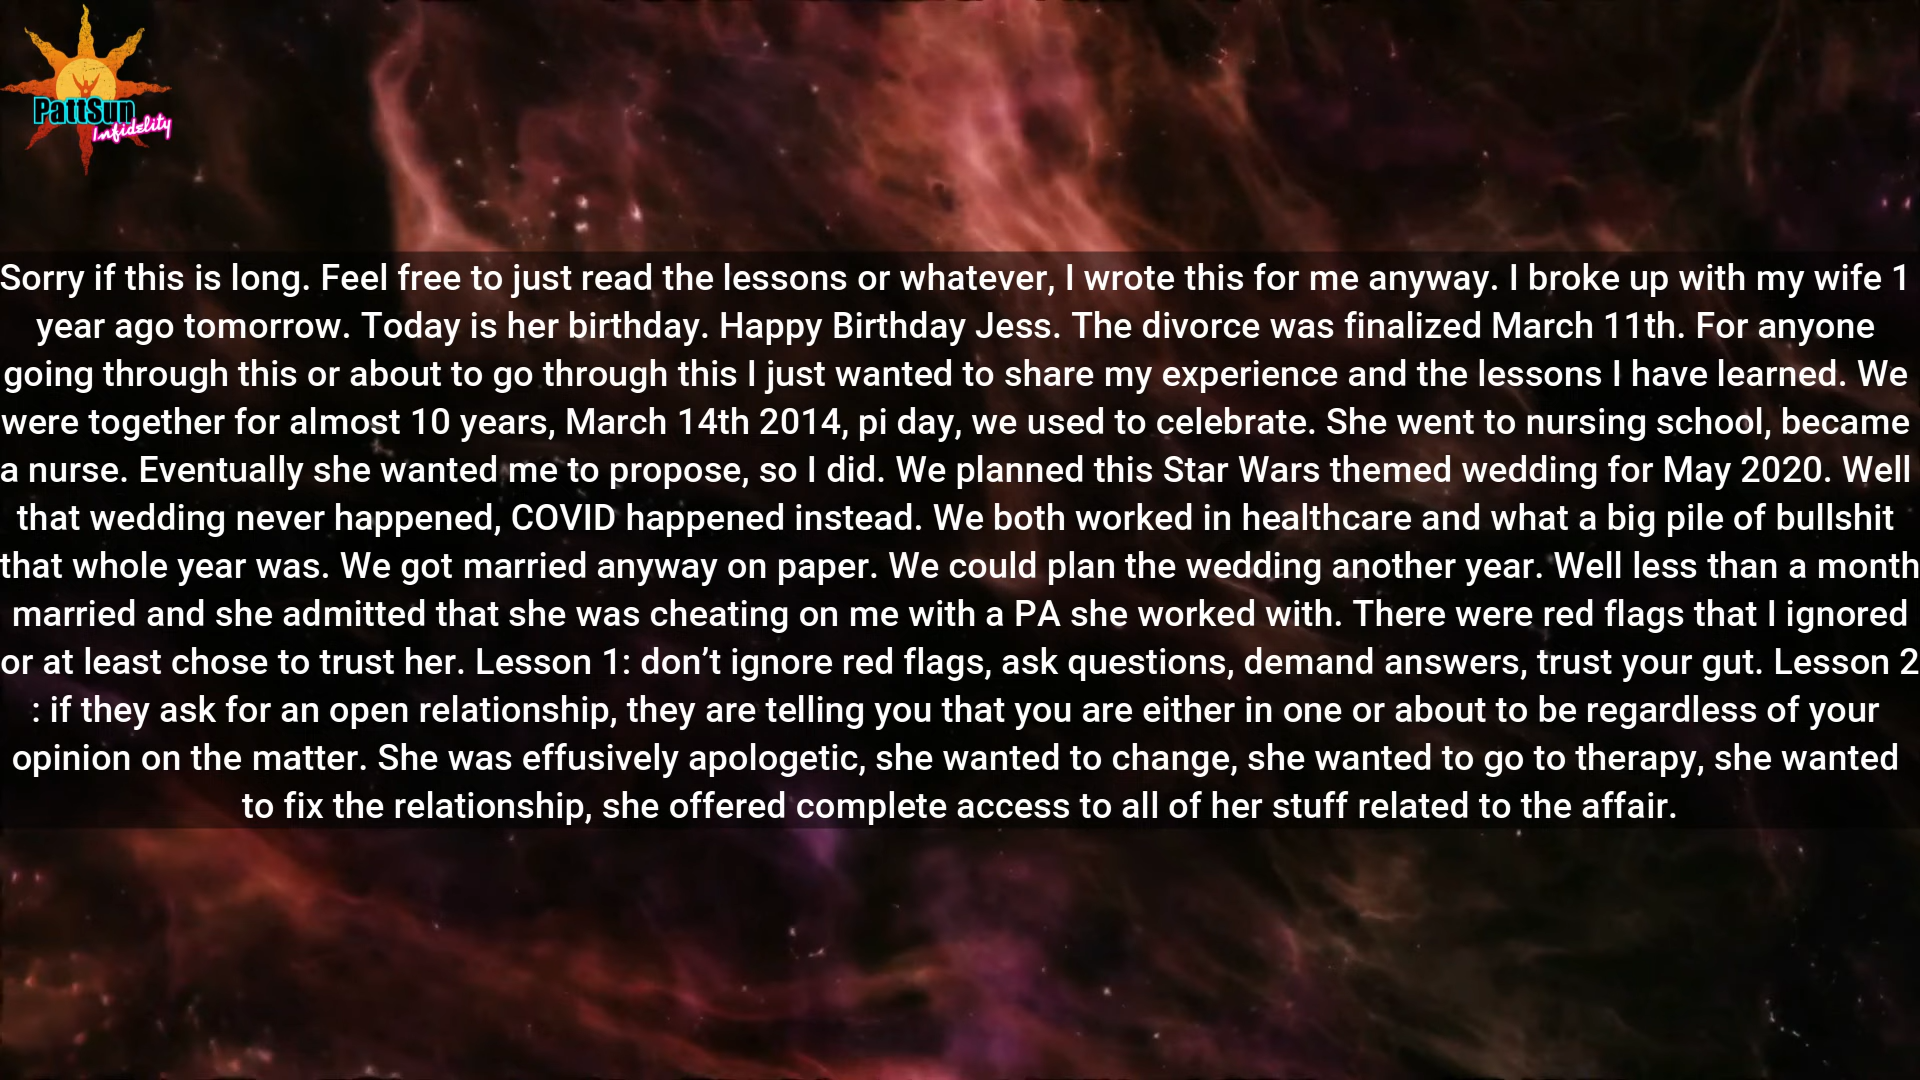 PattSun
Infidelity
Sorry if this is long. Feel free to just read the lessons or whatever, I wrote this for me anyway. I broke up with my wife 1
year ago tomorrow. Today is her birthday. Happy Birthday Jess. The divorce was finalized March 11th. For anyone
going through this or about to go through this I just wanted to share my experience and the lessons I have learned. We
were together for almost 10 years, March 14th 2014, pi day, we used to celebrate. She went to nursing school, became
a nurse. Eventually she wanted me to propose, so I did. We planned this Star Wars themed wedding for May 2020. Well
that wedding never happened, COVID happened instead. We both worked in healthcare and what a big pile of bullshit
that whole year was. We got married anyway on paper. We could plan the wedding another year. Well less than a month
married and she admitted that she was cheating on me with a PA she worked with. There were red flags that I ignored
or at least chose to trust her. Lesson 1: don’t ignore red flags, ask questions, demand answers, trust your gut. Lesson 2
: if they ask for an open relationship, they are telling you that you are either in one or about to be regardless of your
opinion on the matter. She was effusively apologetic, she wanted to change, she wanted to go to therapy, she wanted
to fix the relationship, she offered complete access to all of her stuff related to the affair.